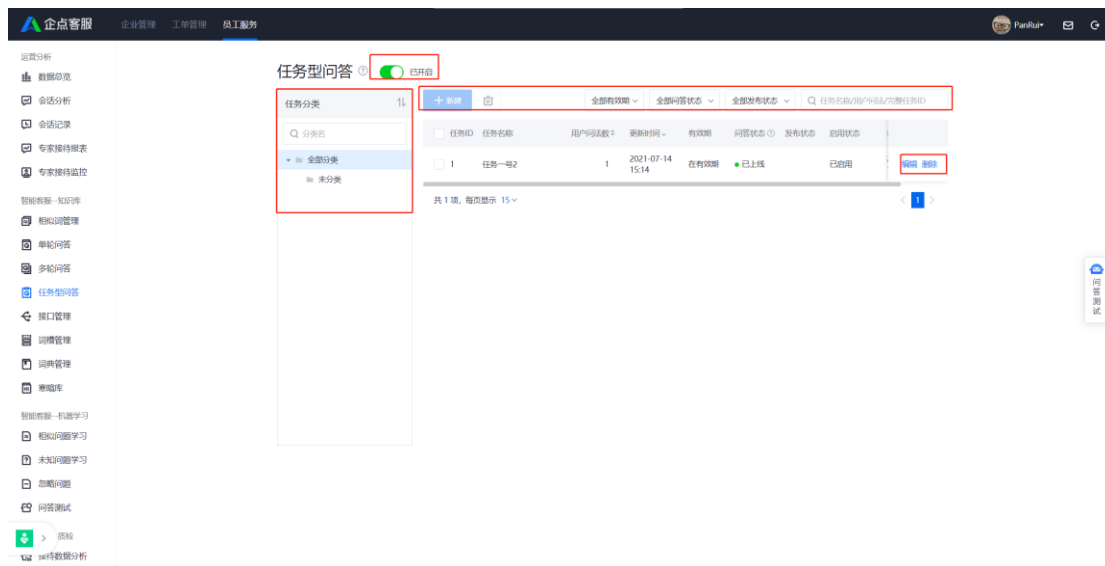 企点客服 企业管理 工单管理 员工服务 PanRui
运营分析
数据总览
会话分析
会话记录
专家接待报表
专家接待监控
智能客服--知识库
相似词管理
单轮问答
多轮问答
任务型问答
接口管理
词槽管理
词典管理
寒暄库
智能客服--机器学习
相似问题学习
未知问题学习
忽略问题
问答测试
质检
接待数据分析
任务型问答 已开启
任务分类
分类名
全部分类
未分类
+ 新建 全部有效期 全部问答状态 全部发布状态 任务名称/用户问法/完整任务ID
任务ID 任务名称 用户问法数 更新时间 有效期 问答状态 发布状态 启用状态
1 任务一号2 1 2021-07-14 15:14 在有效期 已上线 已启用 编辑 删除
共 1 项，每页显示 15 < 1 >
问答测试